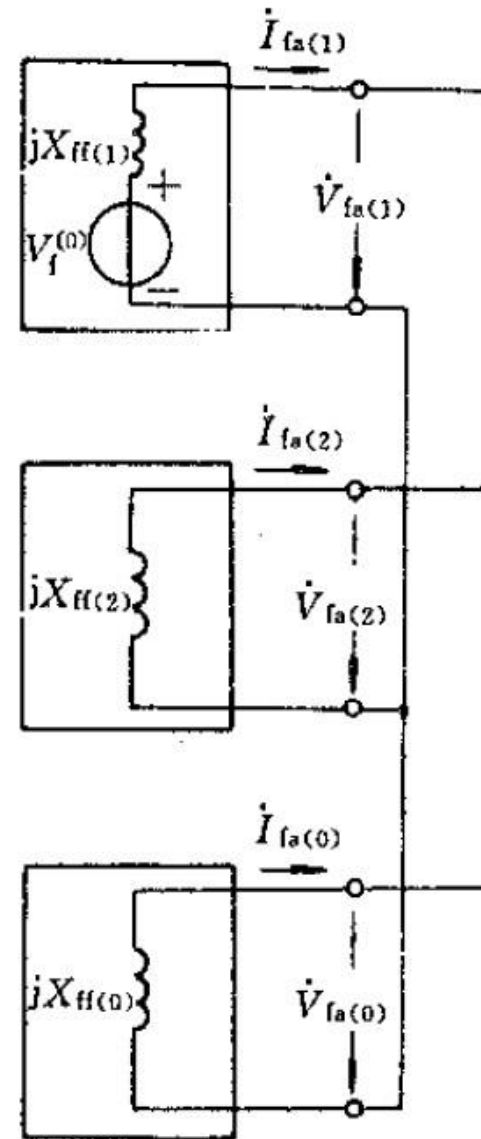 İ_fa(1)
jX_ff(1)
+
V_f^(0)
−
V̇_fa(1)
İ_fa(2)
jX_ff(2)
V̇_fa(2)
İ_fa(0)
jX_ff(0)
V̇_fa(0)